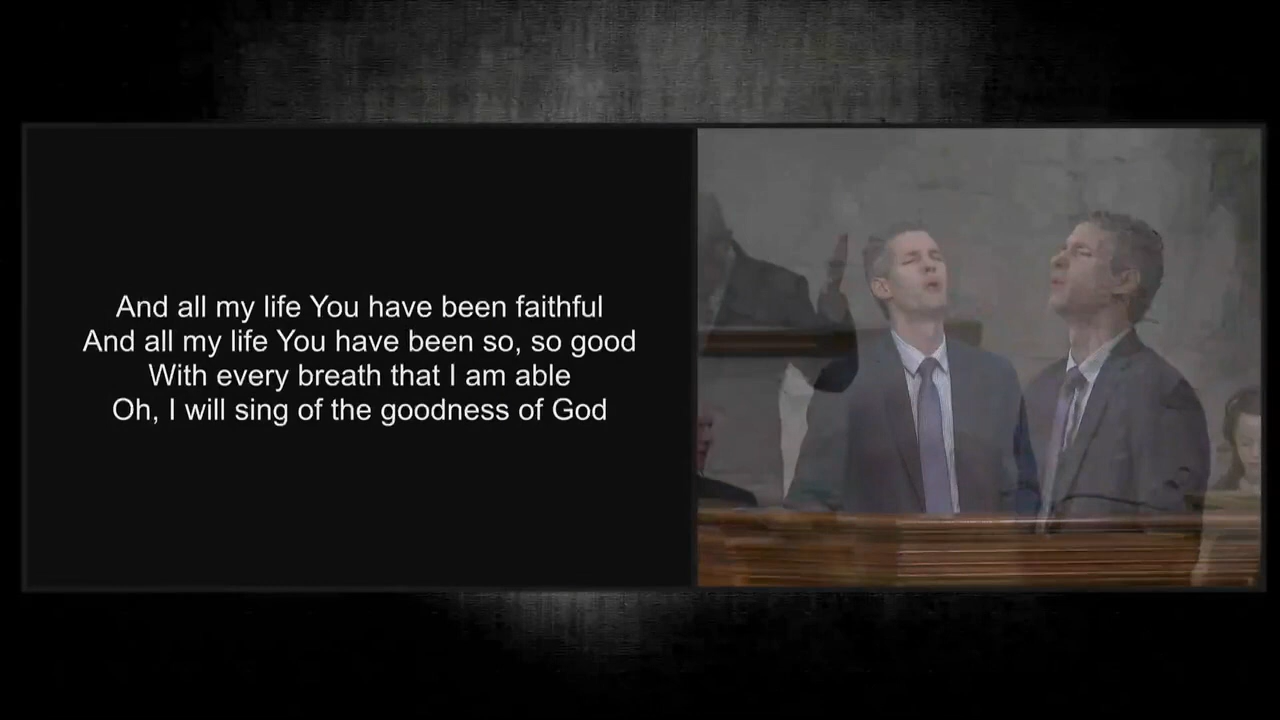 And all my life You have been faithful
And all my life You have been so, so good
With every breath that I am able
Oh, I will sing of the goodness of God